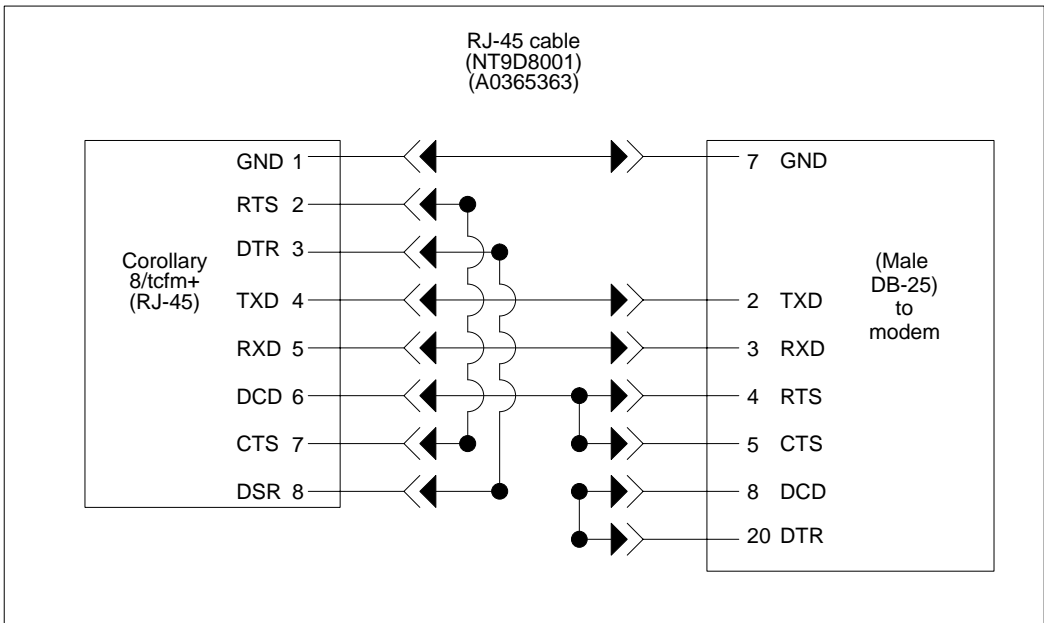 RJ-45 cable
(NT9D8001)
(A0365363)
GND 1
RTS 2
DTR 3
TXD 4
RXD 5
DCD 6
CTS 7
DSR 8
Corollary
8/tcfm+
(RJ-45)
7 GND
2 TXD
3 RXD
4 RTS
5 CTS
8 DCD
20 DTR
(Male
DB-25)
to
modem